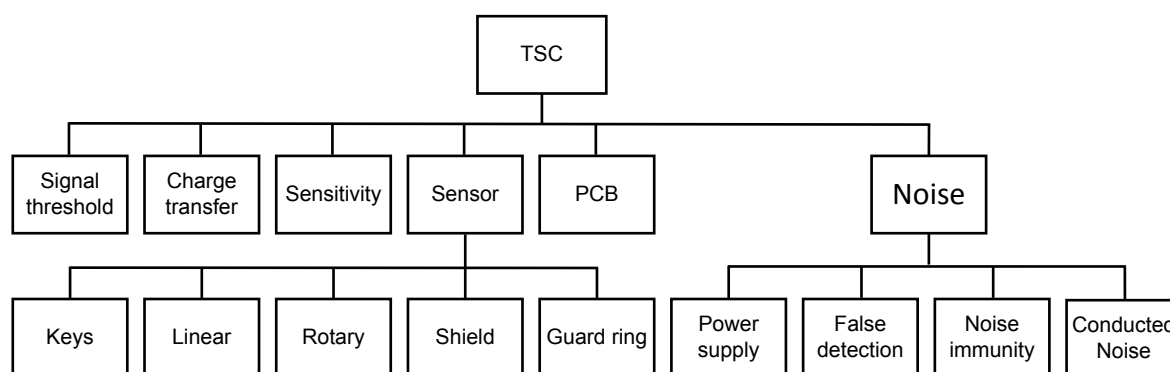 TSC
Signal
threshold
Charge
transfer
Sensitivity
Sensor
PCB
Noise
Keys
Linear
Rotary
Shield
Guard ring
Power
supply
False
detection
Noise
immunity
Conducted
Noise